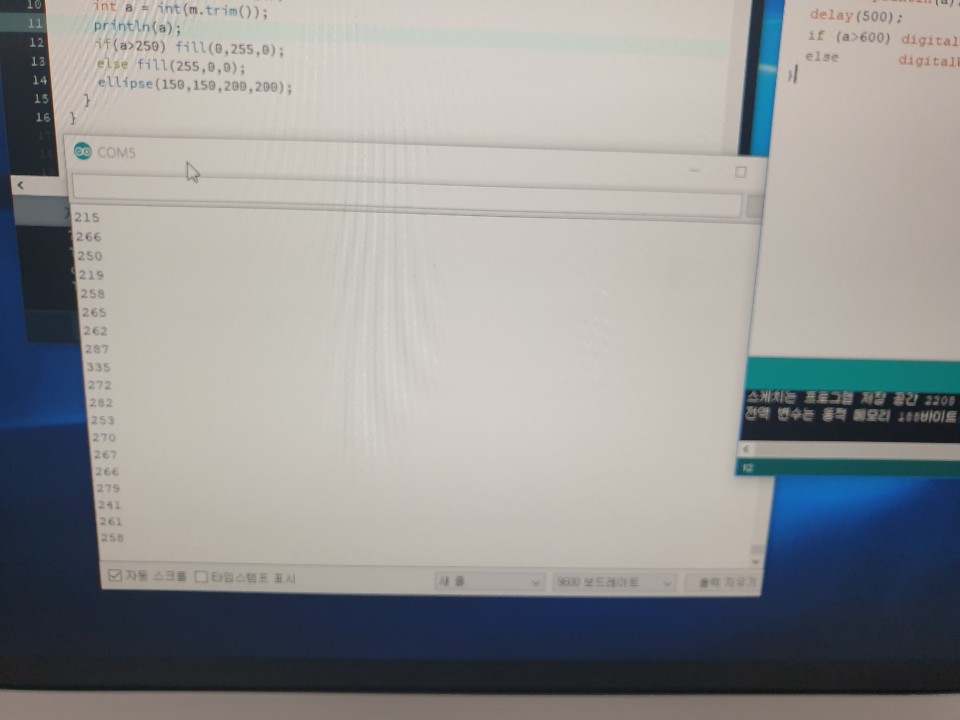 10 int a = int(m.trim());
11 println(a);
12 if(a>250) fill(0,255,0);
13 else fill(255,0,0);
14 ellipse(150,150,200,200);
15 }
16 }
17
18
delay(500);
if (a>600) digital
else digital
}
COM5
215
266
250
219
258
265
262
287
335
272
282
253
270
267
266
279
241
261
258
자동 스크롤 타임스탬프 표시
새 줄
9600 보드레이트
출력 지우기
스케치는 프로그램 저장 공간 2208
전역 변수는 동적 메모리 188바이트
12